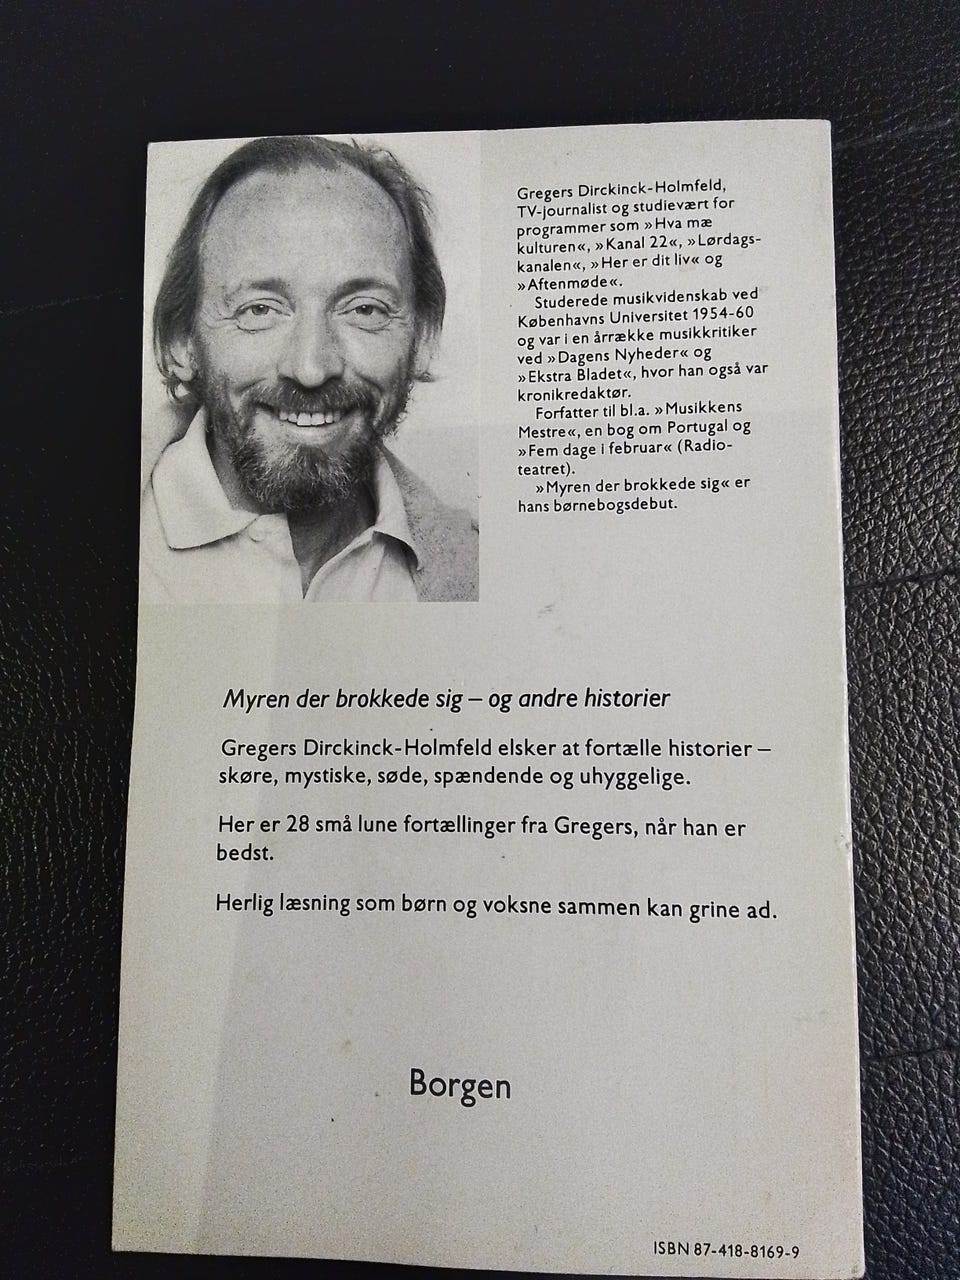 Gregers Dirckinck-Holmfeld,
TV-journalist og studievært for
programmer som »Hva mæ
kulturen«, »Kanal 22«, »Lørdags-
kanalen«, »Her er dit liv« og
»Aftenmøde«.
Studerede musikvidenskab ved
Københavns Universitet 1954-60
og var i en årrække musikkritiker
ved »Dagens Nyheder« og
»Ekstra Bladet«, hvor han også var
kronikredaktør.
Forfatter til bl.a. »Musikkens
Mestre«, en bog om Portugal og
»Fem dage i februar« (Radio-
teatret).
»Myren der brokkede sig« er
hans børnebogsdebut.
Myren der brokkede sig – og andre historier
Gregers Dirckinck-Holmfeld elsker at fortælle historier –
skøre, mystiske, søde, spændende og uhyggelige.
Her er 28 små lune fortællinger fra Gregers, når han er
bedst.
Herlig læsning som børn og voksne sammen kan grine ad.
Borgen
ISBN 87-418-8169-9